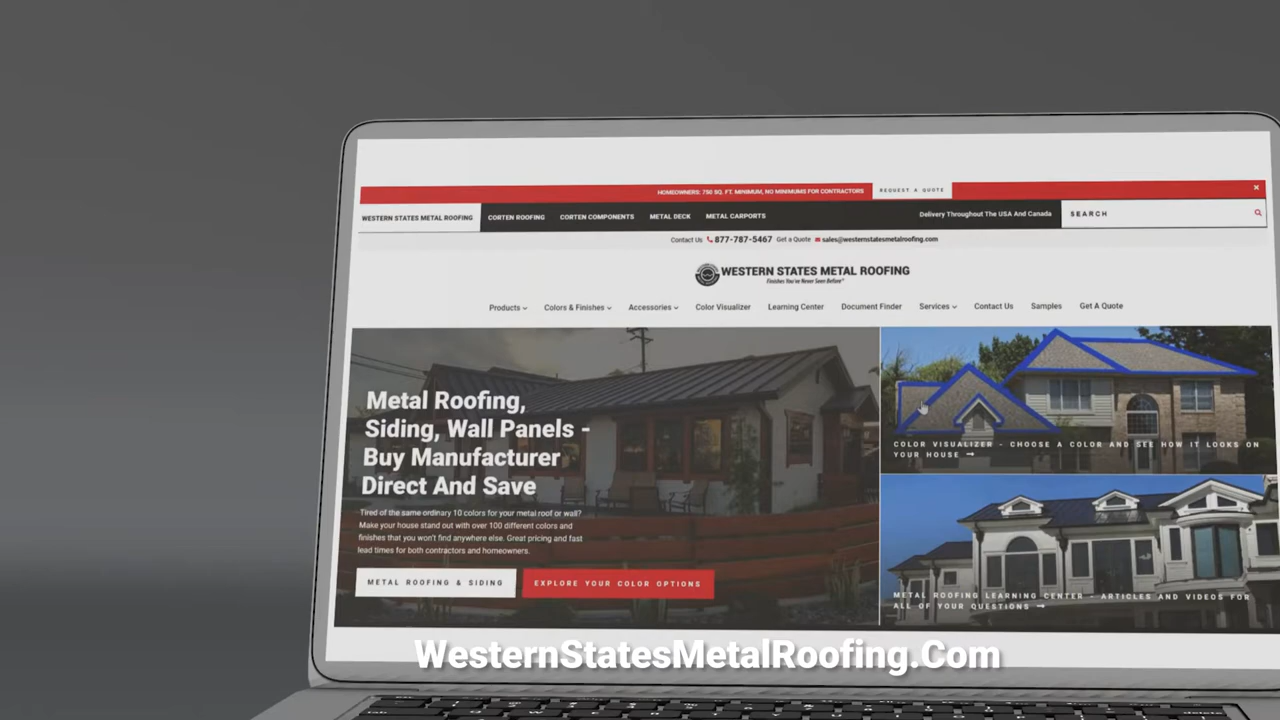 HOMEOWNERS: 750 SQ. FT. MINIMUM, NO MINIMUMS FOR CONTRACTORS
REQUEST A QUOTE
WESTERN STATES METAL ROOFING
CORTEN ROOFING
CORTEN COMPONENTS
METAL DECK
METAL CARPORTS
Delivery Throughout The USA And Canada
SEARCH
Contact Us 877-787-5467 Get a Quote sales@westernstatesmetalroofing.com
WESTERN STATES METAL ROOFING
Finishes You've Never Seen Before®
Products
Colors & Finishes
Accessories
Color Visualizer
Learning Center
Document Finder
Services
Contact Us
Samples
Get A Quote
Metal Roofing,
Siding, Wall Panels -
Buy Manufacturer
Direct And Save
Tired of the same ordinary 10 colors for your metal roof or wall?
Make your house stand out with over 100 different colors and
finishes that you won't find anywhere else. Great pricing and fast
lead times for both contractors and homeowners.
METAL ROOFING & SIDING
EXPLORE YOUR COLOR OPTIONS
COLOR VISUALIZER - CHOOSE A COLOR AND SEE HOW IT LOOKS ON
YOUR HOUSE
METAL ROOFING LEARNING CENTER - ARTICLES AND VIDEOS FOR
ALL OF YOUR QUESTIONS
WesternStatesMetalRoofing.Com